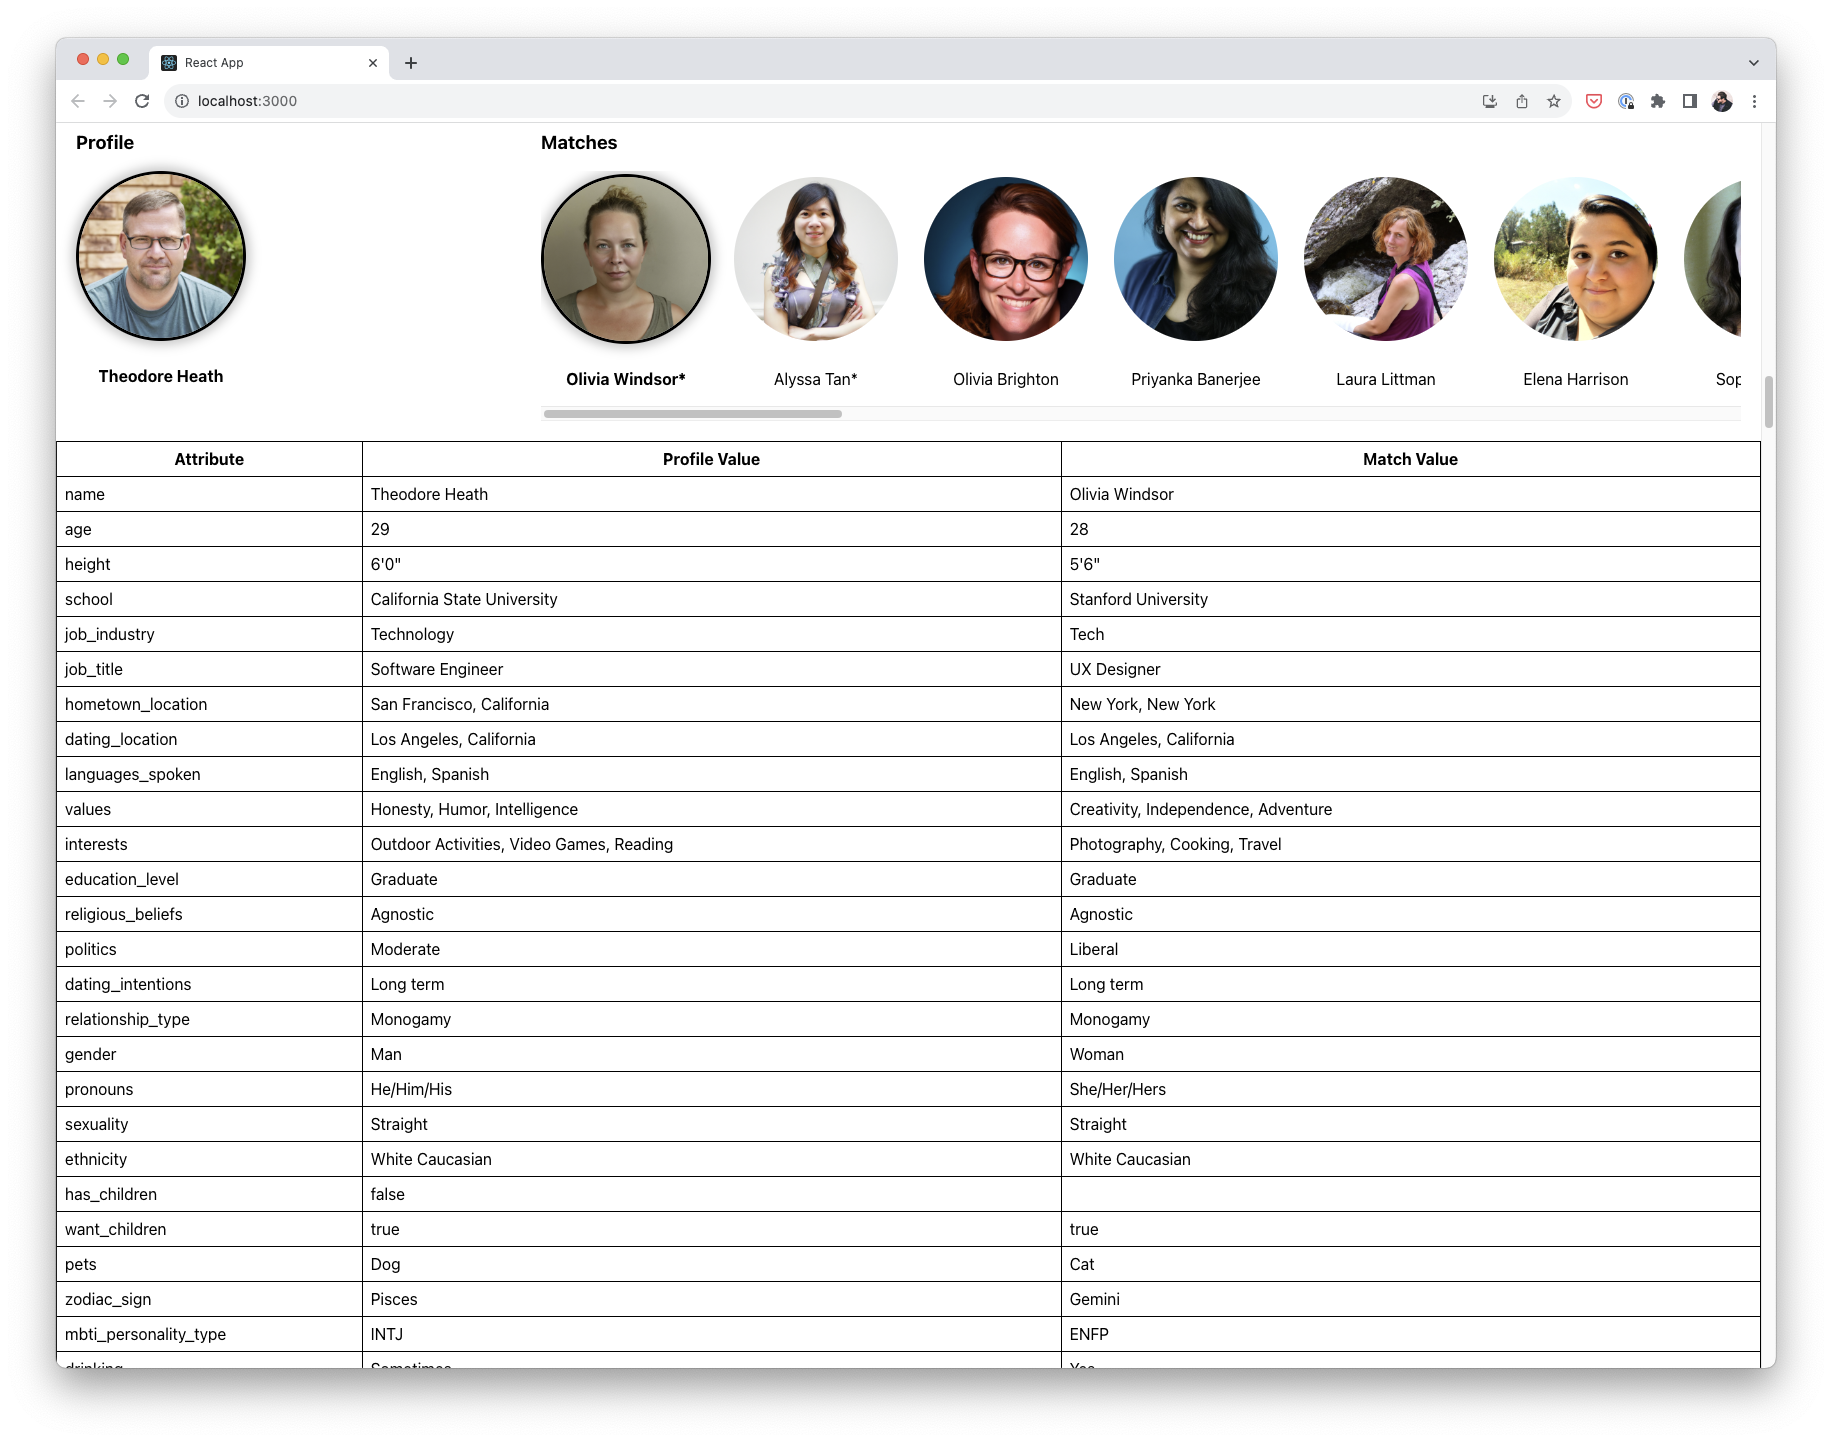 React App
localhost:3000
Profile
Matches
Theodore Heath
Olivia Windsor*
Alyssa Tan*
Olivia Brighton
Priyanka Banerjee
Laura Littman
Elena Harrison
Sop
Attribute Profile Value Match Value
name Theodore Heath Olivia Windsor
age 29 28
height 6'0" 5'6"
school California State University Stanford University
job_industry Technology Tech
job_title Software Engineer UX Designer
hometown_location San Francisco, California New York, New York
dating_location Los Angeles, California Los Angeles, California
languages_spoken English, Spanish English, Spanish
values Honesty, Humor, Intelligence Creativity, Independence, Adventure
interests Outdoor Activities, Video Games, Reading Photography, Cooking, Travel
education_level Graduate Graduate
religious_beliefs Agnostic Agnostic
politics Moderate Liberal
dating_intentions Long term Long term
relationship_type Monogamy Monogamy
gender Man Woman
pronouns He/Him/His She/Her/Hers
sexuality Straight Straight
ethnicity White Caucasian White Caucasian
has_children false
want_children true true
pets Dog Cat
zodiac_sign Pisces Gemini
mbti_personality_type INTJ ENFP
drinking Sometimes Yes